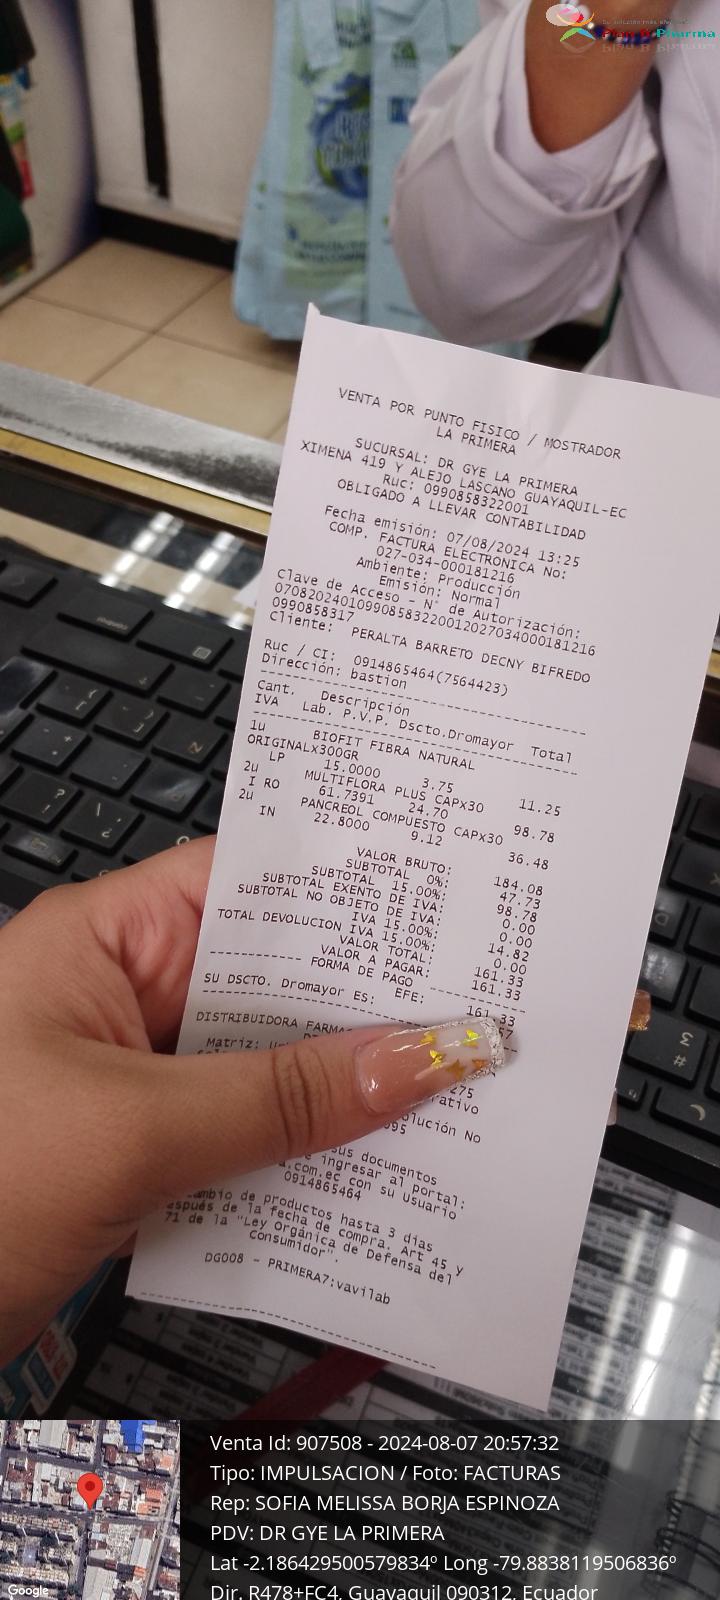 Plan B Pharma
VENTA POR PUNTO FISICO / MOSTRADOR
LA PRIMERA
SUCURSAL: DR GYE LA PRIMERA
XIMENA 419 Y ALEJO LASCANO GUAYAQUIL-EC
Ruc: 0990858322001
OBLIGADO A LLEVAR CONTABILIDAD
Fecha emisión: 07/08/2024 13:25
COMP. FACTURA ELECTRONICA No:
027-034-000181216
Ambiente: Producción
Emisión: Normal
Clave de Acceso - N° de Autorización:
070820240109908583220012027034000181216
0990858317
Cliente: PERALTA BARRETO DECNY BIFREDO
Ruc / CI: 0914865464(7564423)
Dirección: bastion
Cant. Descripción
IVA Lab. P.V.P. Dscto.Dromayor Total
1u BIOFIT FIBRA NATURAL
ORIGINALX300GR
LP 15.0000 3.75 11.25
2u MULTIFLORA PLUS CAPx30
I RO 61.7391 24.70 98.78
2u PANCREOL COMPUESTO CAPx30
IN 22.8000 9.12 36.48
VALOR BRUTO: 184.08
SUBTOTAL 0%: 47.73
SUBTOTAL 15.00%: 98.78
SUBTOTAL EXENTO DE IVA: 0.00
SUBTOTAL NO OBJETO DE IVA: 0.00
IVA 15.00%: 14.82
TOTAL DEVOLUCION IVA 15.00%: 0.00
VALOR TOTAL: 161.33
VALOR A PAGAR: 161.33
FORMA DE PAGO
EFE: 161.33
SU DSCTO. Dromayor Es: 57
DISTRIBUIDORA FARMA
Matriz:
275
rativo
olución No
095
sus documentos
e ingresar al portal:
a.com.ec con su usuario
0914865464
ambio de productos hasta 3 días
espués de la fecha de compra. Art 45 y
71 de la "Ley Orgánica de Defensa del
Consumidor".
DG008 - PRIMERA7:vavilab
Venta Id: 907508 - 2024-08-07 20:57:32
Tipo: IMPULSACION / Foto: FACTURAS
Rep: SOFIA MELISSA BORJA ESPINOZA
PDV: DR GYE LA PRIMERA
Lat -2.186429500579834º Long -79.8838119506836º
Dir. R478+FC4, Guayaquil 090312, Ecuador
Google